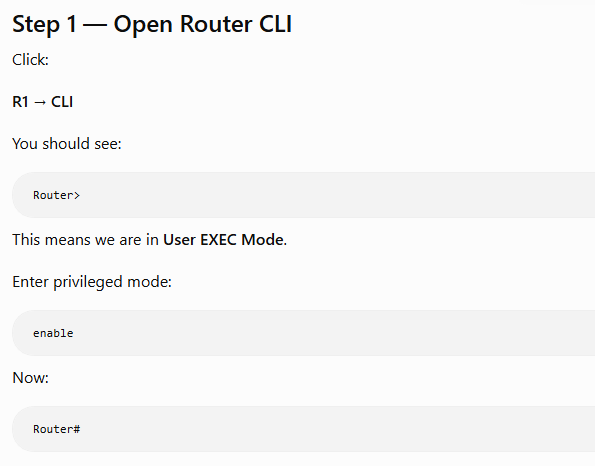 Step 1 — Open Router CLI
Click:
R1 → CLI
You should see:
Router>
This means we are in User EXEC Mode.
Enter privileged mode:
enable
Now:
Router#